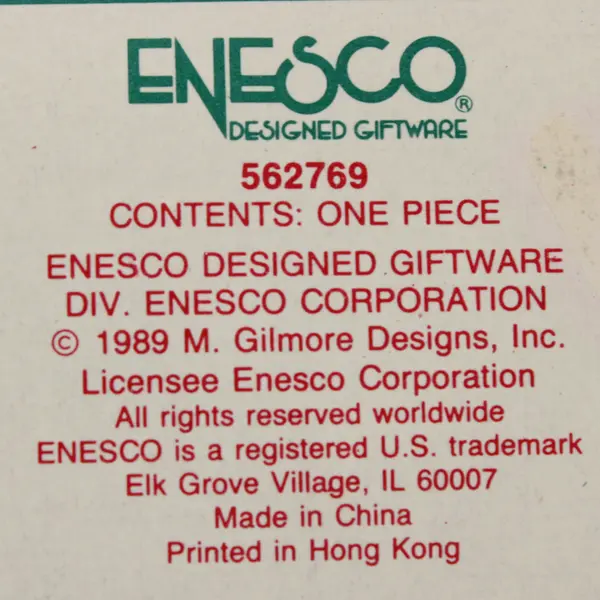 ENESCO®
DESIGNED GIFTWARE
562769
CONTENTS: ONE PIECE
ENESCO DESIGNED GIFTWARE
DIV. ENESCO CORPORATION
© 1989 M. Gilmore Designs, Inc.
Licensee Enesco Corporation
All rights reserved worldwide
ENESCO is a registered U.S. trademark
Elk Grove Village, IL 60007
Made in China
Printed in Hong Kong